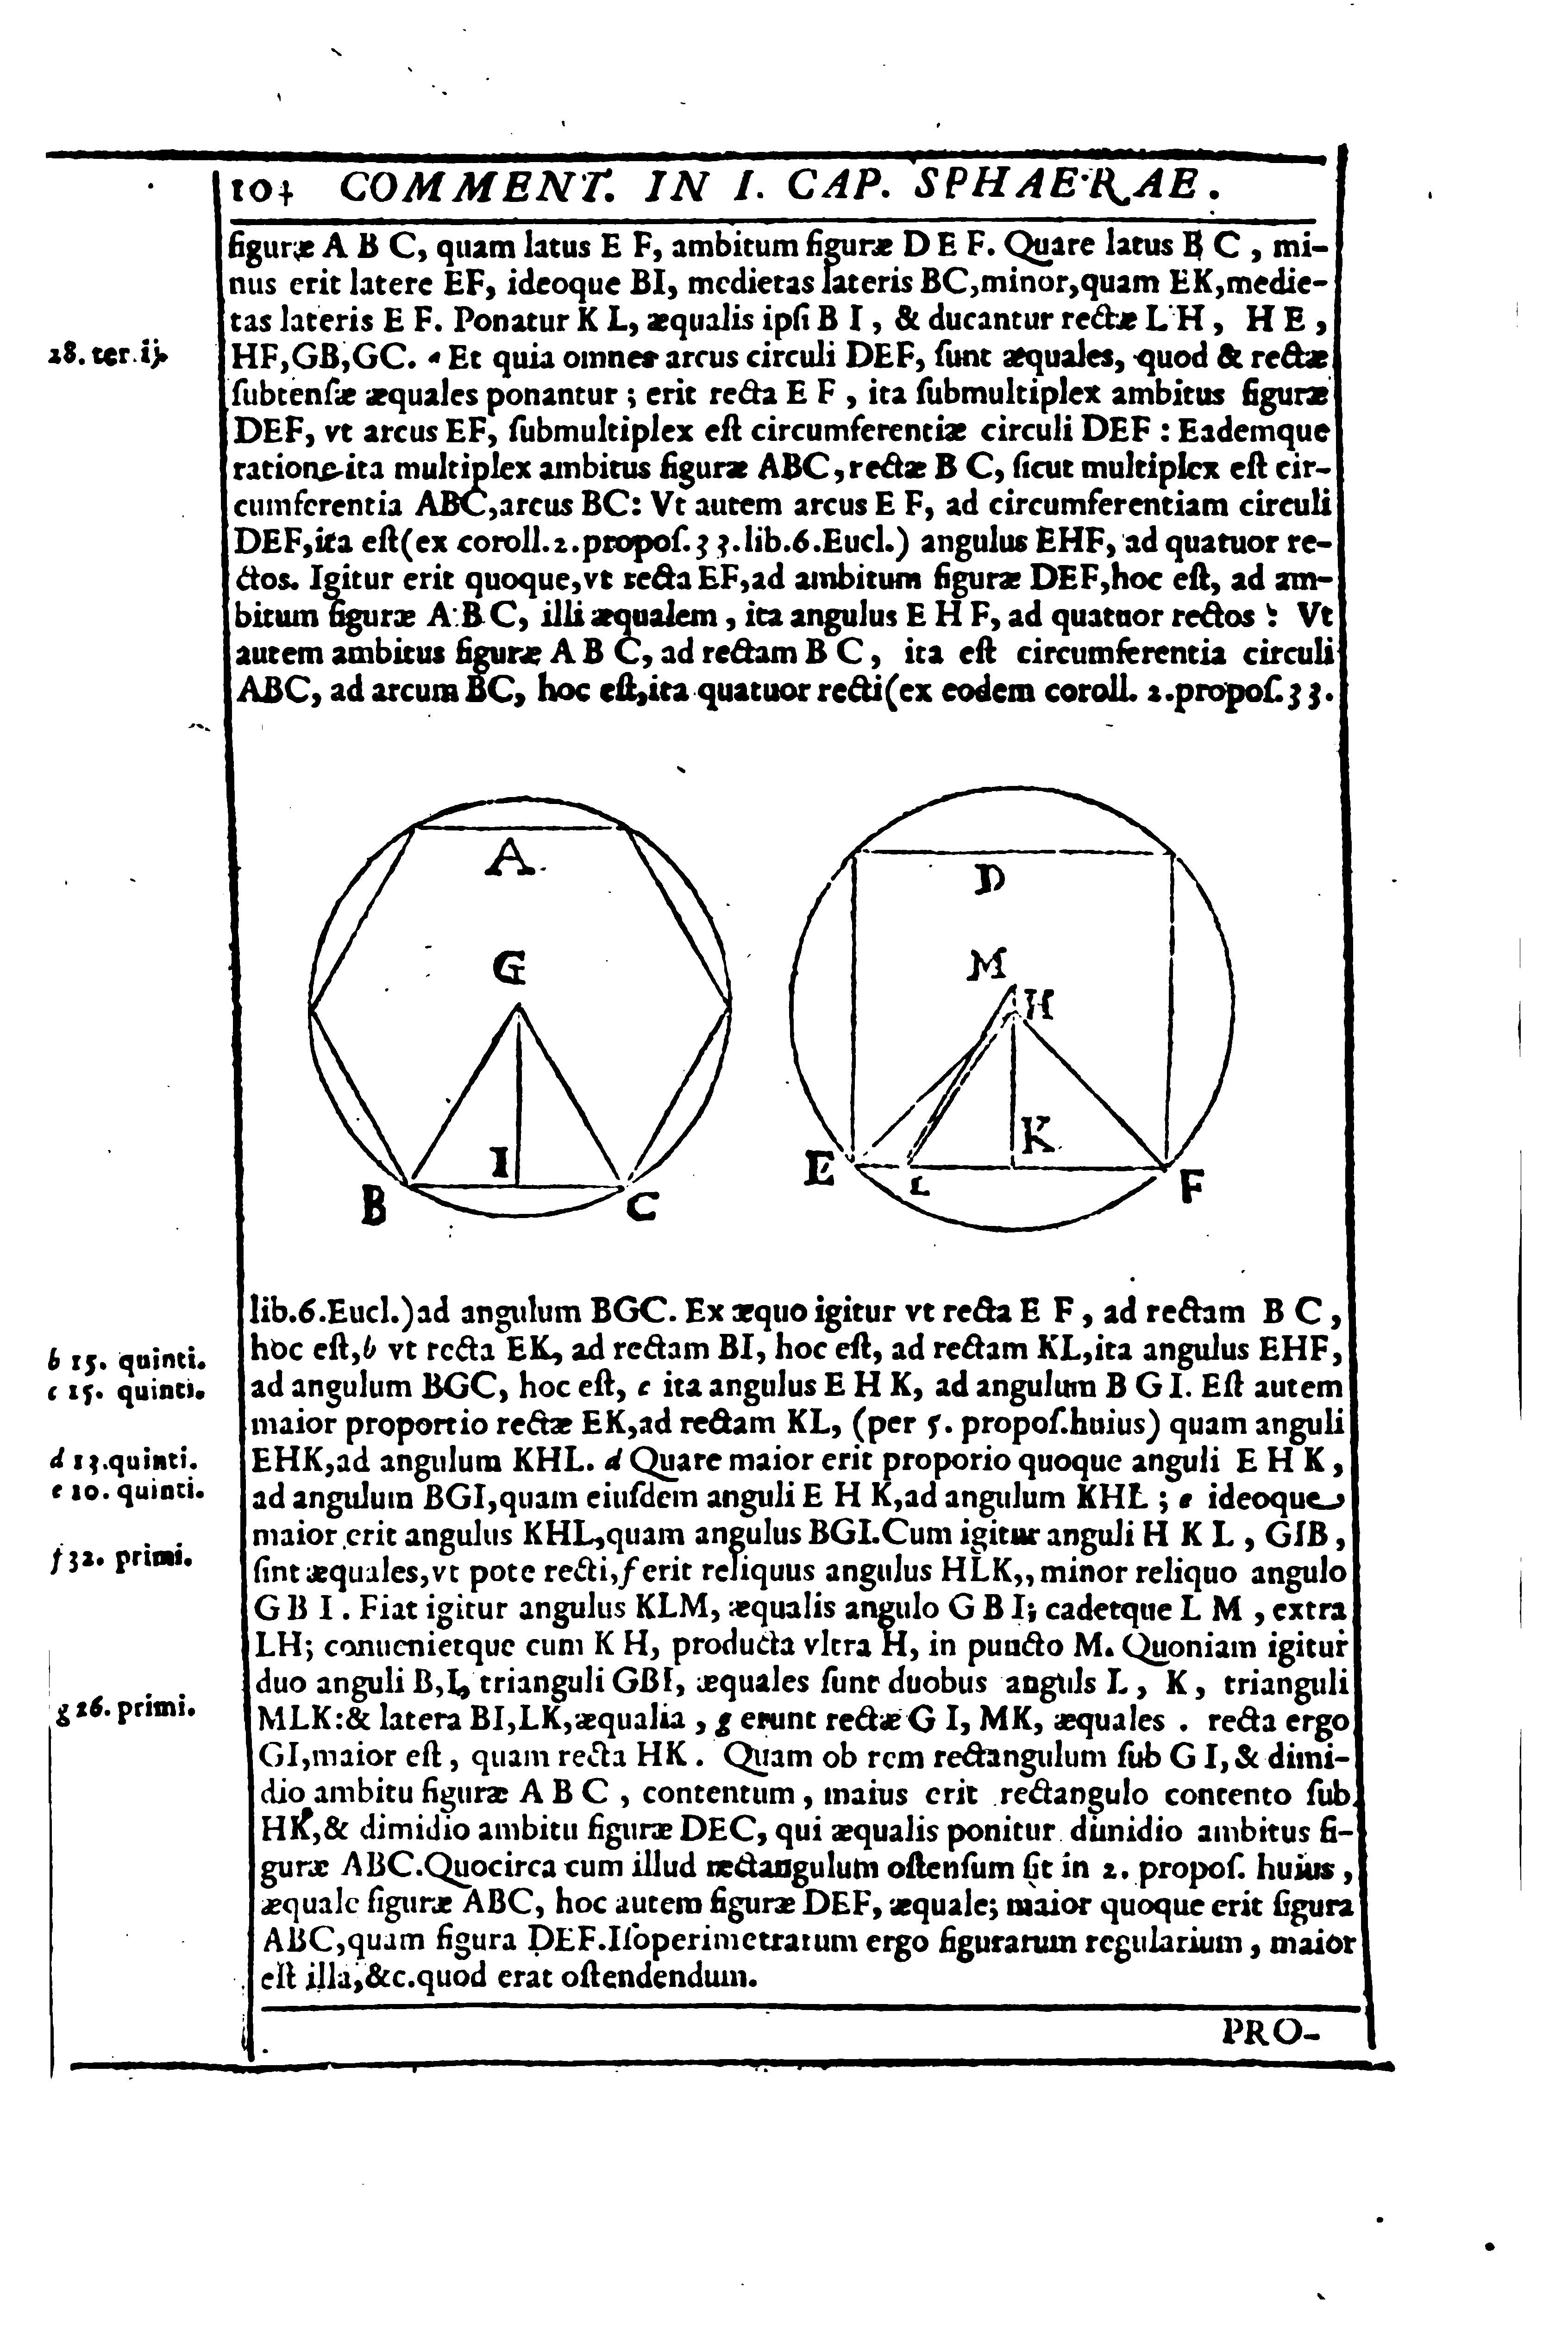 104 COMMENT. IN I. CAP. SPHAERAE.
figuræ A B C, quam latus E F, ambitum figuræ D E F. Quare latus B C, mi-
nus erit latere EF, ideoque BI, medietas lateris BC, minor, quam EK, medie-
tas lateris E F. Ponatur K L, æqualis ipſi B I, & ducantur rectæ L H, H E,
28. tertij.
HF, GB, GC. a Et quia omnes arcus circuli DEF, ſunt æquales, quod & rectæ
ſubtenſæ æquales ponantur; erit recta E F, ita ſubmultiplex ambitus figuræ
DEF, vt arcus EF, ſubmultiplex eſt circumferentiæ circuli DEF: Eademque
ratione ita multiplex ambitus figuræ ABC, rectæ B C, ſicut multiplex eſt cir-
cumferentia ABC, arcus BC: Vt autem arcus E F, ad circumferentiam circuli
DEF, ita eſt (ex coroll. 2. propoſ. 33. lib. 6. Eucl.) angulus EHF, ad quatuor re-
ctos. Igitur erit quoque, vt recta EF, ad ambitum figuræ DEF, hoc eſt, ad am-
bitum figuræ A B C, illi æqualem, ita angulus E H F, ad quatuor rectos: Vt
autem ambitus figuræ A B C, ad rectam B C, ita eſt circumferentia circuli
ABC, ad arcum BC, hoc eſt, ita quatuor recti (ex eodem coroll. 2. propoſ. 33.
A
D
G
M
H
I
K
E
L
F
B
C
lib. 6. Eucl.) ad angulum BGC. Ex æquo igitur vt recta E F, ad rectam B C,
b 15. quinti.
hoc eſt, b vt recta EK, ad rectam BI, hoc eſt, ad rectam KL, ita angulus EHF,
c 15. quinti.
ad angulum BGC, hoc eſt, c ita angulus E H K, ad angulum B G I. Eſt autem
maior proportio rectæ EK, ad rectam KL, (per 5. propoſ. huius) quam anguli
d 13. quinti.
EHK, ad angulum KHL. d Quare maior erit proporio quoque anguli E H K,
e 10. quinti.
ad angulum BGI, quam eiuſdem anguli E H K, ad angulum KHL; e ideoque
maior erit angulus KHL, quam angulus BGI. Cum igitur anguli H K L, GIB,
f 32. primi.
ſint æquales, vt pote recti, f erit reliquus angulus HLK,, minor reliquo angulo
G B I. Fiat igitur angulus KLM, æqualis angulo G B I; cadetque L M, extra
LH; conuenietque cum K H, producta vltra H, in puncto M. Quoniam igitur
duo anguli B, I, trianguli GBI, æquales ſunt duobus anguls L, K, trianguli
g 26. primi.
MLK: & latera BI, LK, æqualia, g erunt rectæ G I, MK, æquales. recta ergo
GI, maior eſt, quam recta HK. Quam ob rem rectangulum ſub G I, & dimi-
dio ambitu figuræ A B C, contentum, maius erit rectangulo contento ſub
HK, & dimidio ambitu figuræ DEC, qui æqualis ponitur dimidio ambitus fi-
guræ ABC. Quocirca cum illud rectangulum oſtenſum ſit in 2. propoſ. huius,
æquale figuræ ABC, hoc autem figuræ DEF, æquale; maior quoque erit figura
ABC, quam figura DEF. Iſoperimetrarum ergo figurarum regularium, maior
eſt illa, &c. quod erat oſtendendum.
PRO-